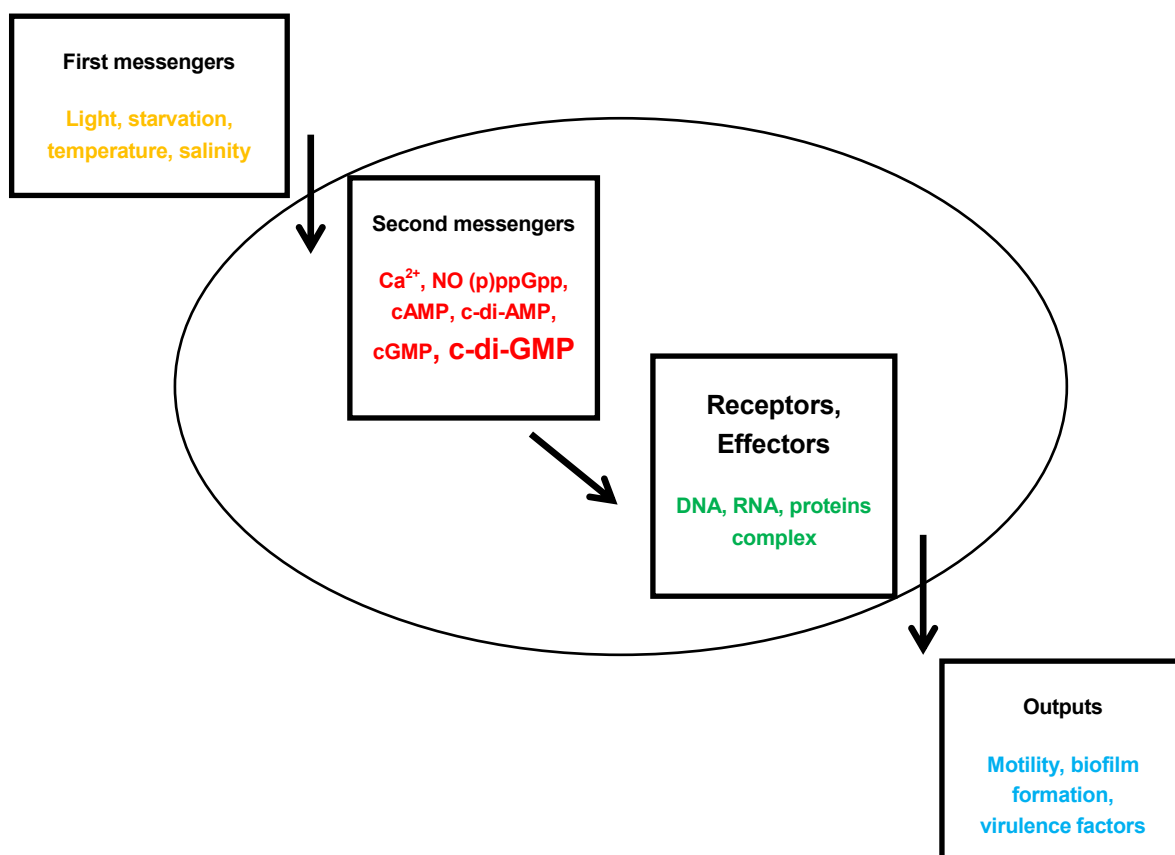 First messengers
Light, starvation,
temperature, salinity
Second messengers
Ca²⁺, NO (p)ppGpp,
cAMP, c-di-AMP,
cGMP, c-di-GMP
Receptors,
Effectors
DNA, RNA, proteins
complex
Outputs
Motility, biofilm
formation,
virulence factors